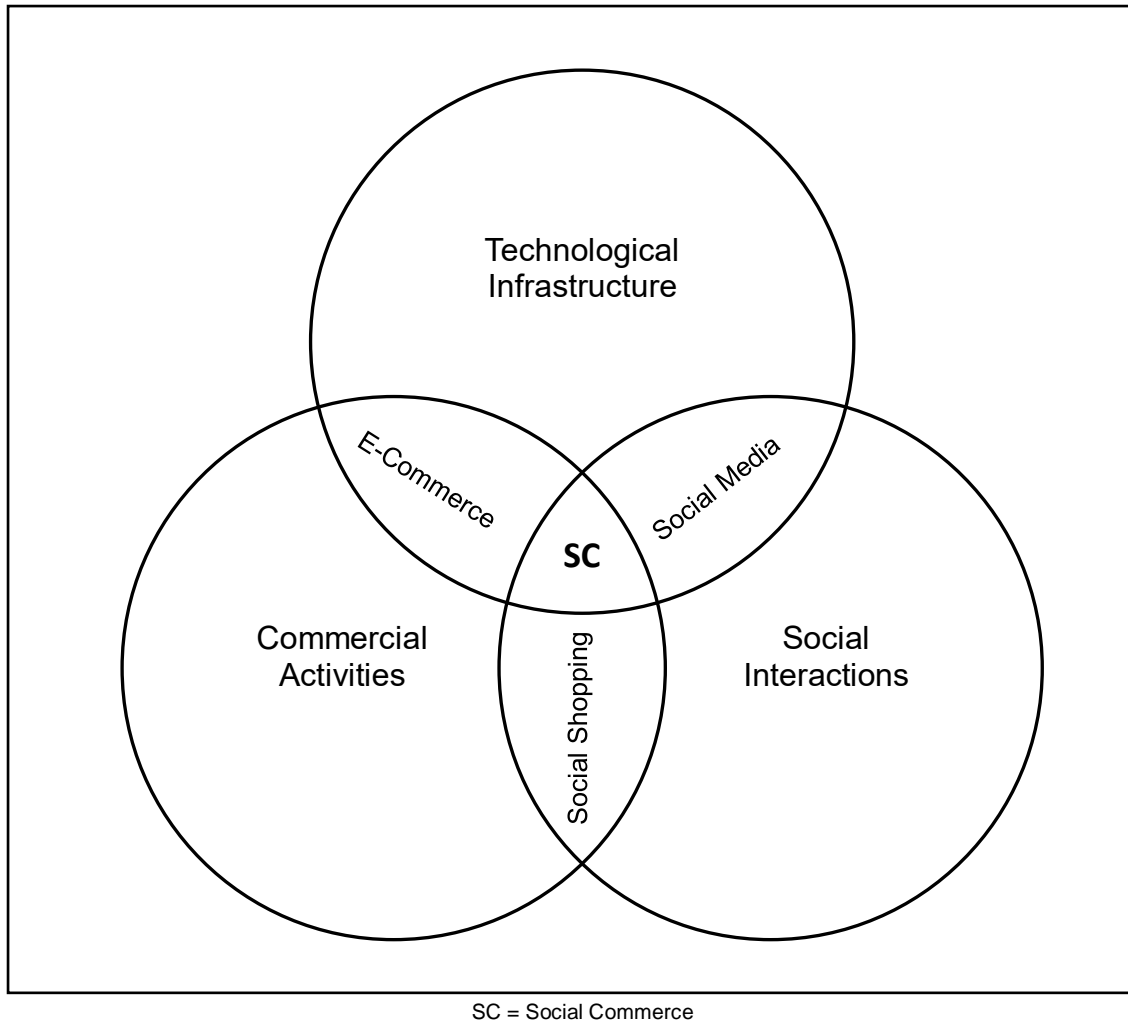 Technological
Infrastructure
E-Commerce
Social Media
SC
Commercial
Activities
Social Shopping
Social
Interactions
SC = Social Commerce